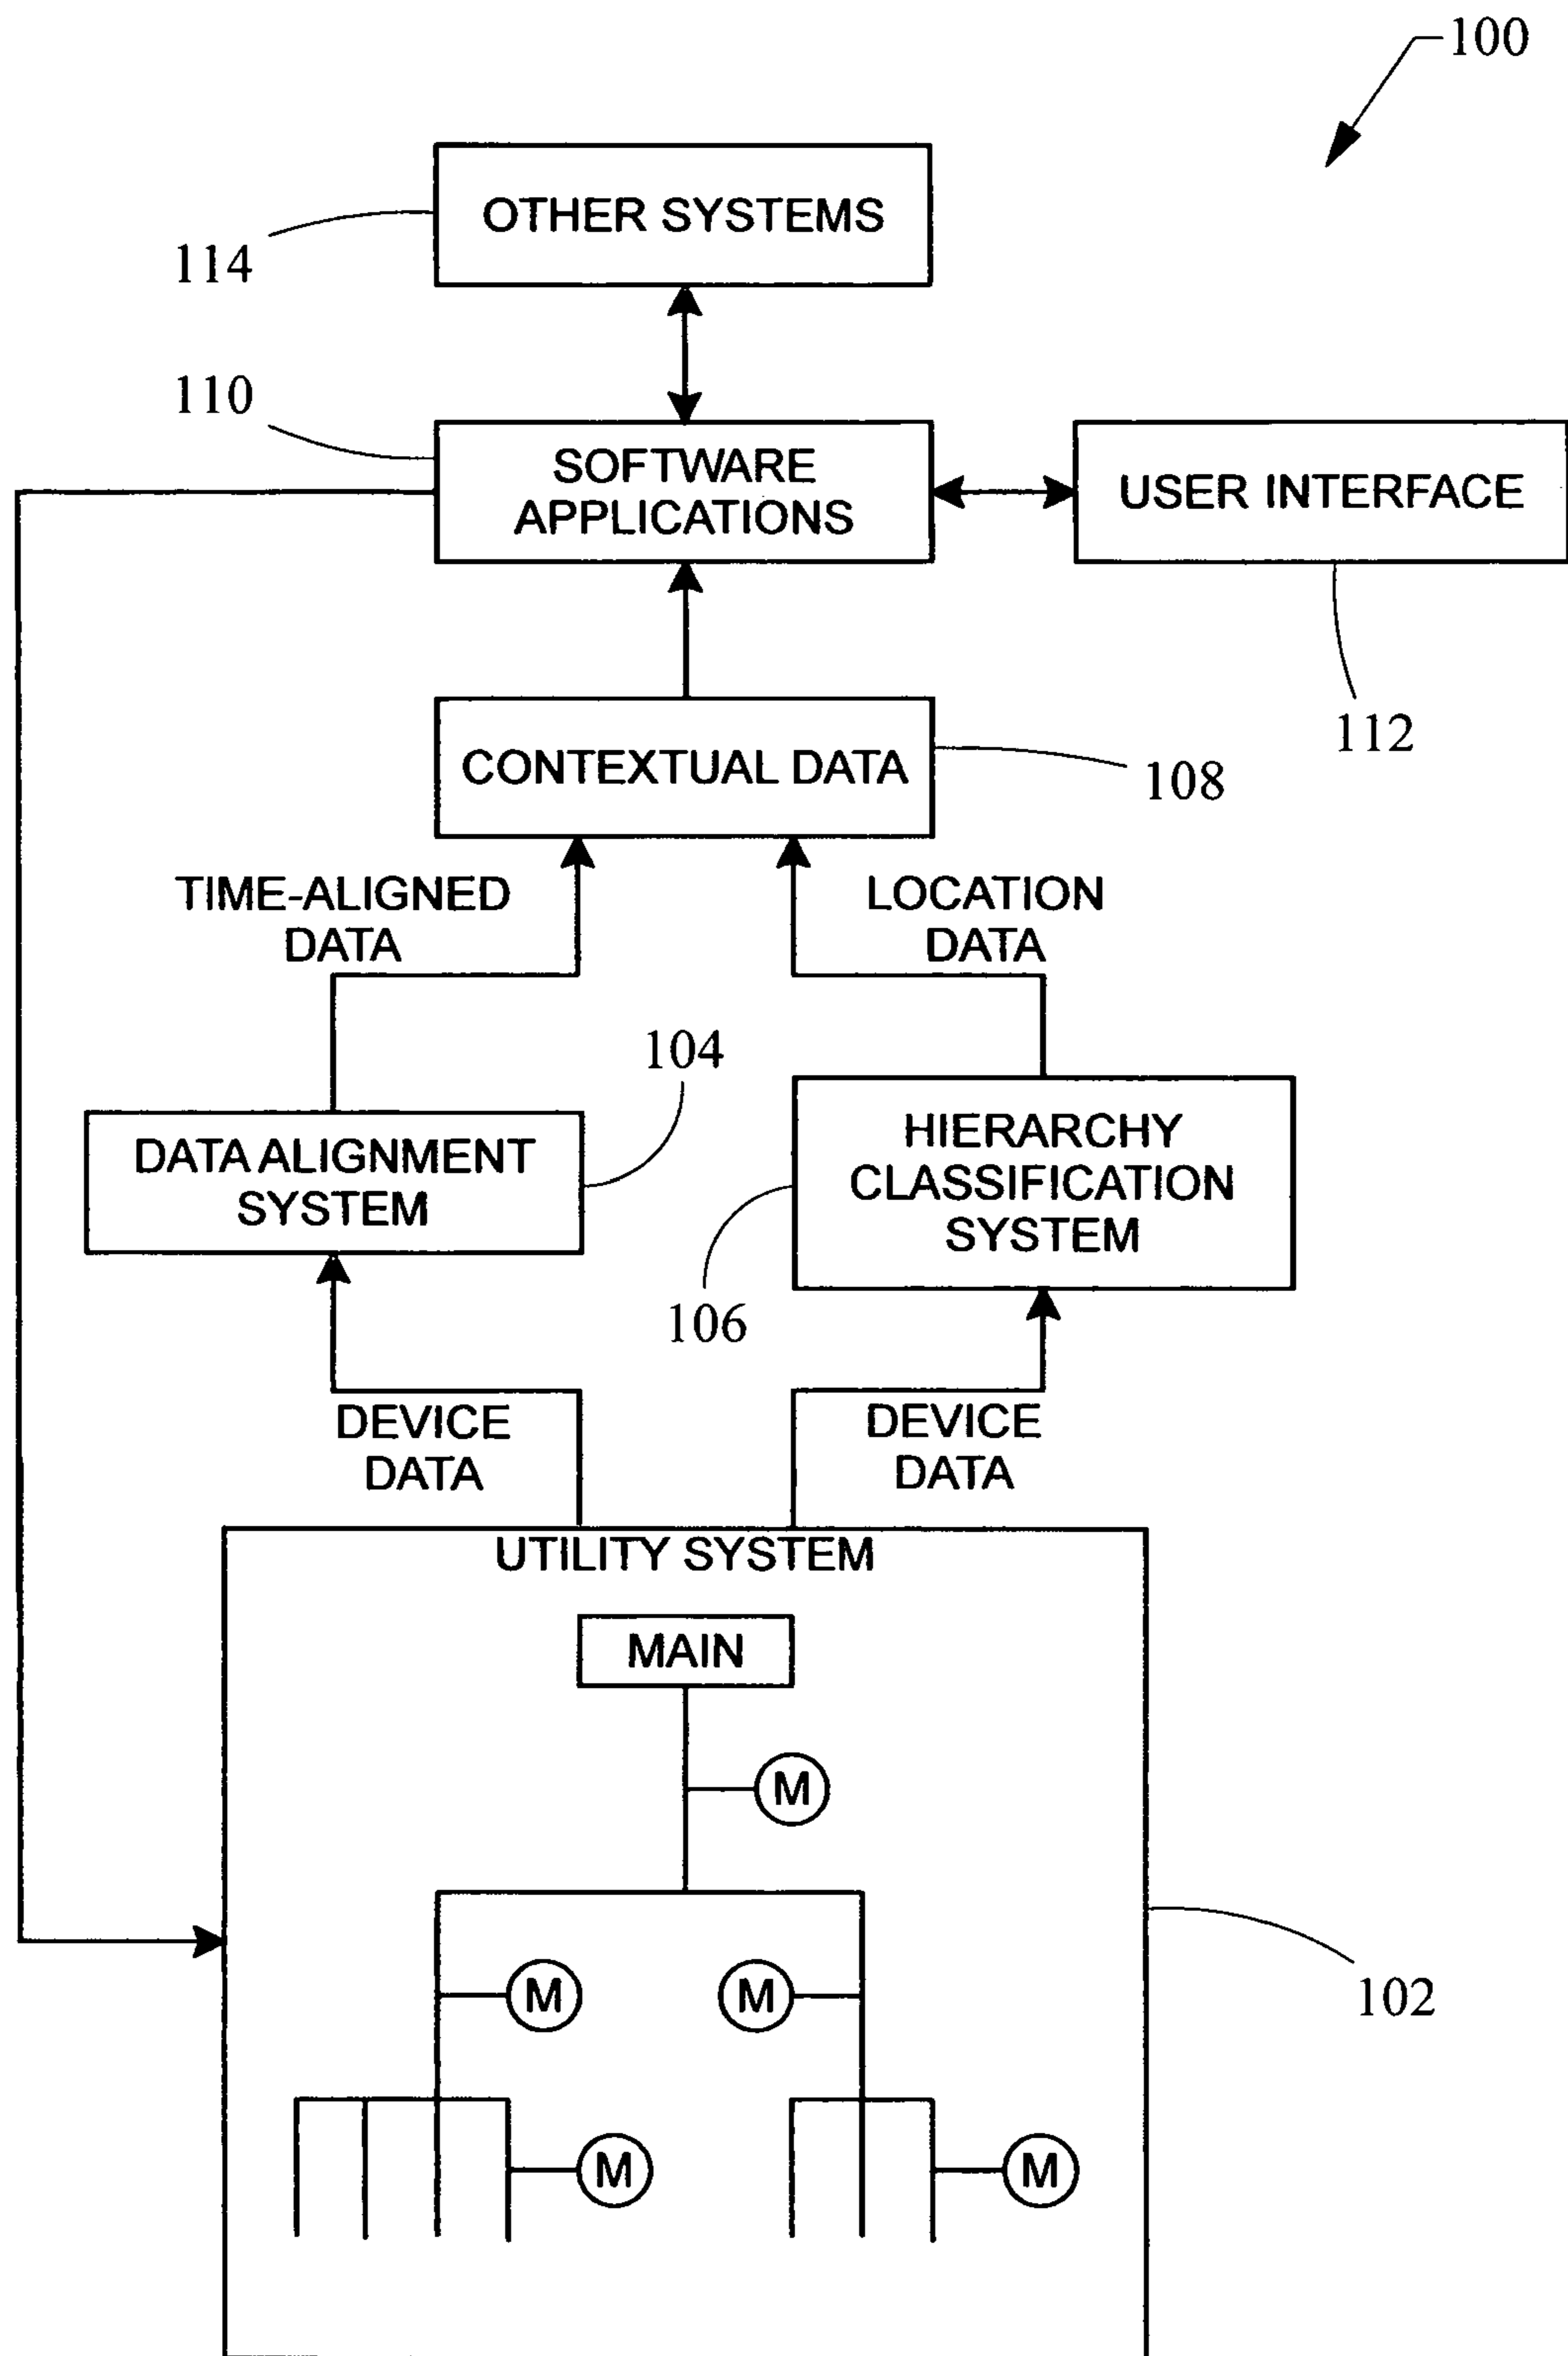 100
OTHER SYSTEMS
114
110
SOFTWARE
APPLICATIONS
USER INTERFACE
112
CONTEXTUAL DATA
108
TIME-ALIGNED
DATA
LOCATION
DATA
104
DATA ALIGNMENT
SYSTEM
HIERARCHY
CLASSIFICATION
SYSTEM
106
DEVICE
DATA
DEVICE
DATA
UTILITY SYSTEM
MAIN
M
M
M
102
M
M